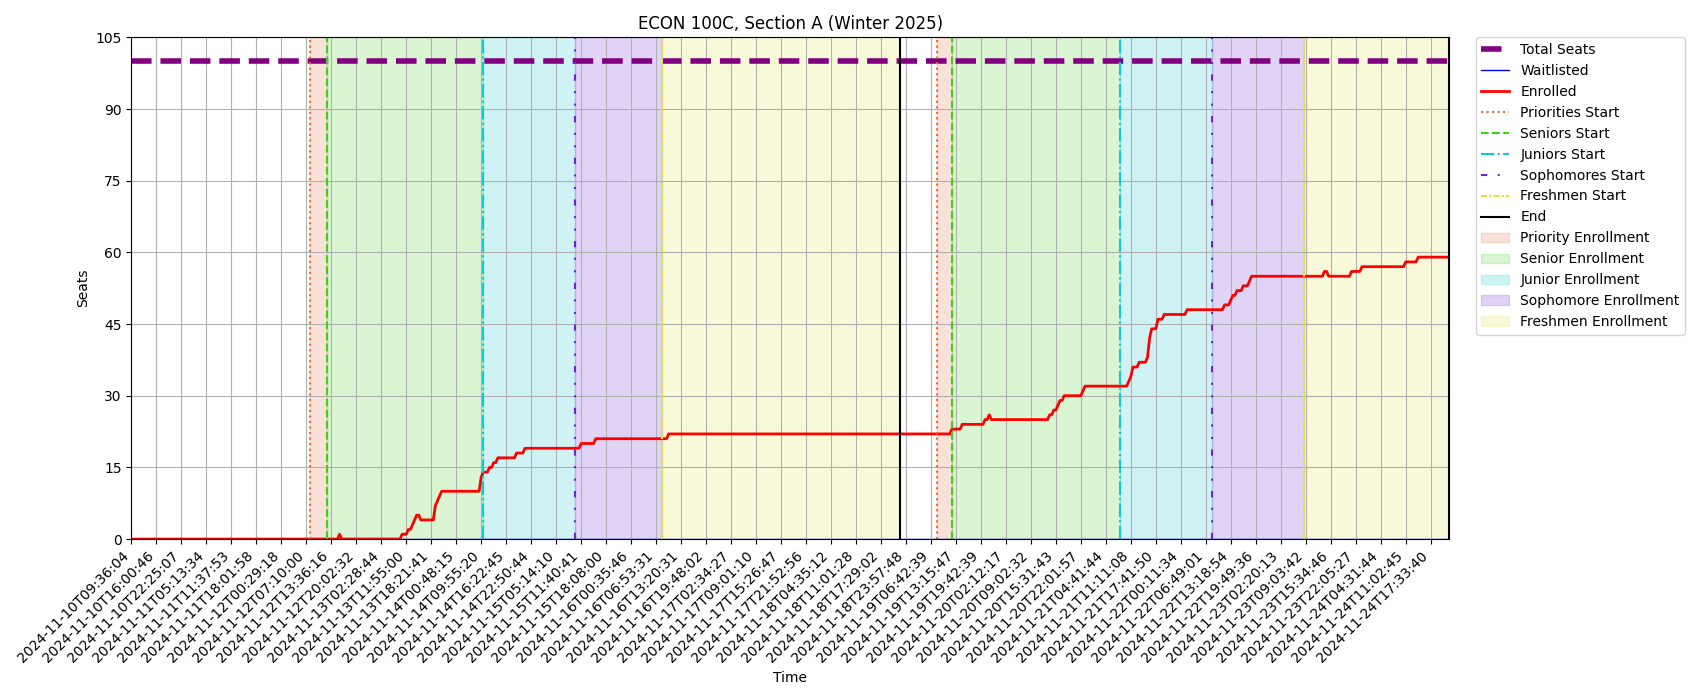 ECON 100C, Section A (Winter 2025)
105
90
75
60
45
30
15
0
Seats
2024-11-10T09:36:04
2024-11-10T16:00:46
2024-11-10T22:25:07
2024-11-11T05:13:34
2024-11-11T11:37:53
2024-11-11T18:01:58
2024-11-12T00:29:18
2024-11-12T07:10:00
2024-11-12T13:36:16
2024-11-12T20:02:32
2024-11-13T02:28:44
2024-11-13T11:55:00
2024-11-13T18:21:41
2024-11-14T00:48:15
2024-11-14T09:55:20
2024-11-14T16:22:45
2024-11-14T22:50:44
2024-11-15T05:14:10
2024-11-15T11:40:41
2024-11-15T18:08:00
2024-11-16T00:35:46
2024-11-16T06:53:31
2024-11-16T13:20:31
2024-11-16T19:48:02
2024-11-17T02:34:27
2024-11-17T09:01:10
2024-11-17T15:26:47
2024-11-17T21:52:56
2024-11-18T04:35:12
2024-11-18T11:01:28
2024-11-18T17:29:02
2024-11-18T23:57:48
2024-11-19T06:42:39
2024-11-19T13:15:47
2024-11-19T19:42:39
2024-11-20T02:12:17
2024-11-20T09:02:32
2024-11-20T15:31:43
2024-11-20T22:01:57
2024-11-21T04:41:44
2024-11-21T11:11:08
2024-11-21T17:41:50
2024-11-22T00:11:34
2024-11-22T06:49:01
2024-11-22T13:18:54
2024-11-22T19:49:36
2024-11-23T02:20:13
2024-11-23T09:03:42
2024-11-23T15:34:46
2024-11-23T22:05:27
2024-11-24T04:31:44
2024-11-24T11:02:45
2024-11-24T17:33:40
Time
Total Seats
Waitlisted
Enrolled
Priorities Start
Seniors Start
Juniors Start
Sophomores Start
Freshmen Start
End
Priority Enrollment
Senior Enrollment
Junior Enrollment
Sophomore Enrollment
Freshmen Enrollment